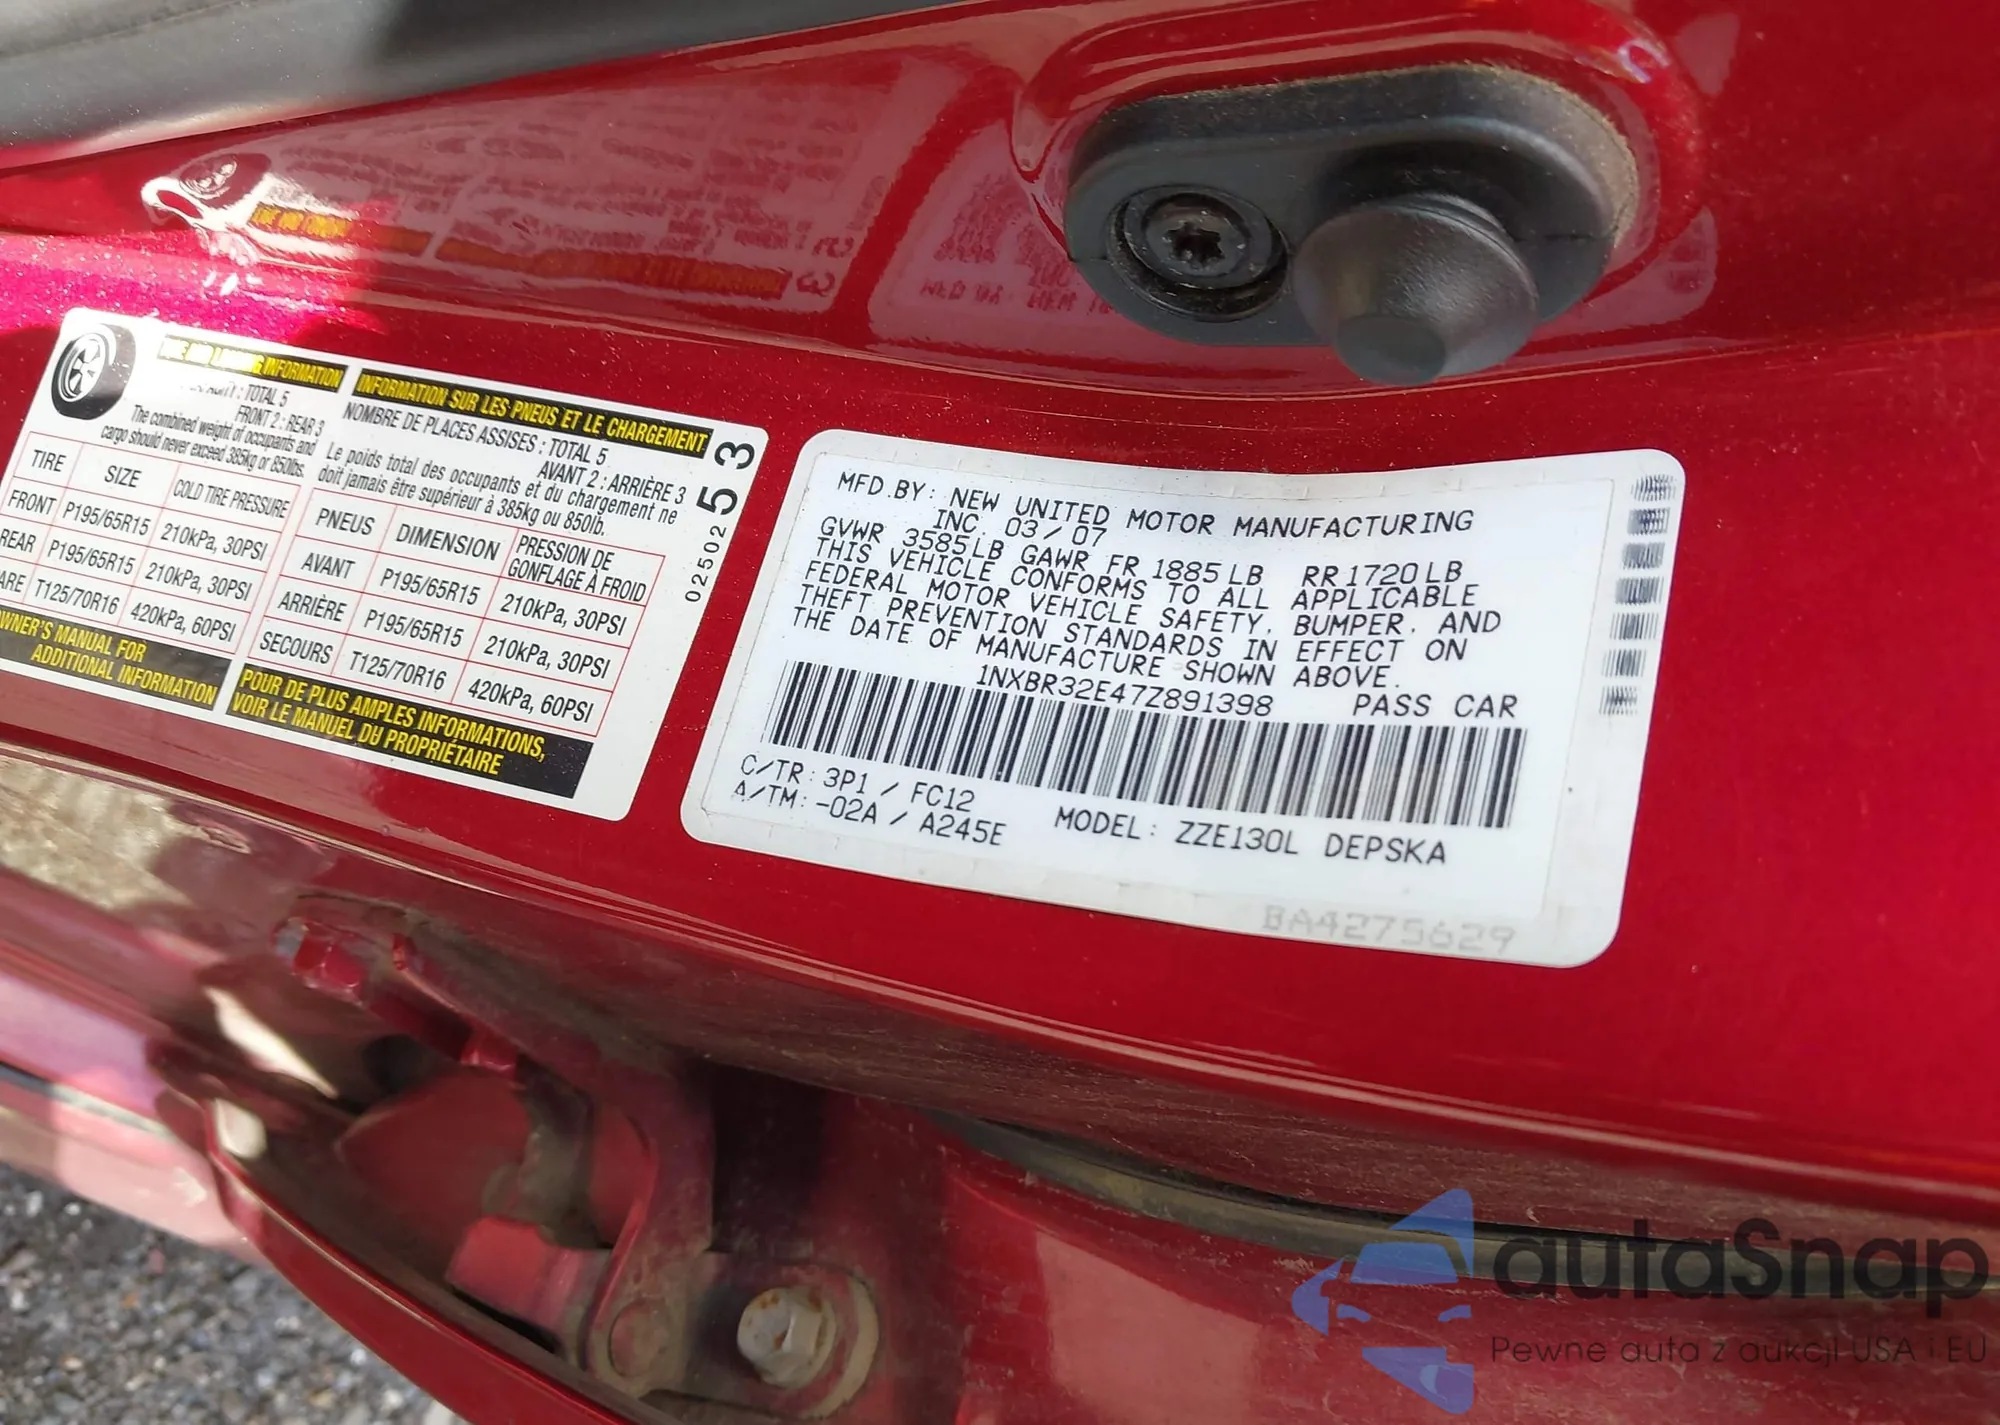 INFORMATION
: TOTAL 5
FRONT 2 : REAR 3
The combined weight of occupants and
cargo should never exceed 385kg or 850lbs.
TIRE SIZE COLD TIRE PRESSURE
FRONT P195/65R15 210kPa, 30PSI
REAR P195/65R15 210kPa, 30PSI
T125/70R16 420kPa, 60PSI
OWNER'S MANUAL FOR
ADDITIONAL INFORMATION
INFORMATION SUR LES PNEUS ET LE CHARGEMENT
NOMBRE DE PLACES ASSISES : TOTAL 5
AVANT 2 : ARRIÈRE 3
Le poids total des occupants et du chargement ne
doit jamais être supérieur à 385kg ou 850lb.
PNEUS DIMENSION PRESSION DE
GONFLAGE À FROID
AVANT P195/65R15 210kPa, 30PSI
ARRIÈRE P195/65R15 210kPa, 30PSI
SECOURS T125/70R16 420kPa, 60PSI
POUR DE PLUS AMPLES INFORMATIONS,
VOIR LE MANUEL DU PROPRIÉTAIRE
02502 53
MFD.BY: NEW UNITED MOTOR MANUFACTURING
INC. 03/07
GVWR 3585LB GAWR FR 1885LB RR1720LB
THIS VEHICLE CONFORMS TO ALL APPLICABLE
FEDERAL MOTOR VEHICLE SAFETY, BUMPER, AND
THEFT PREVENTION STANDARDS IN EFFECT ON
THE DATE OF MANUFACTURE SHOWN ABOVE.
1NXBR32E47Z891398 PASS CAR
C/TR: 3P1 / FC12
A/TM: -02A / A245E
MODEL: ZZE130L DEPSKA
BA4275629
autaSnap
Pewne auta z aukcji USA i EU